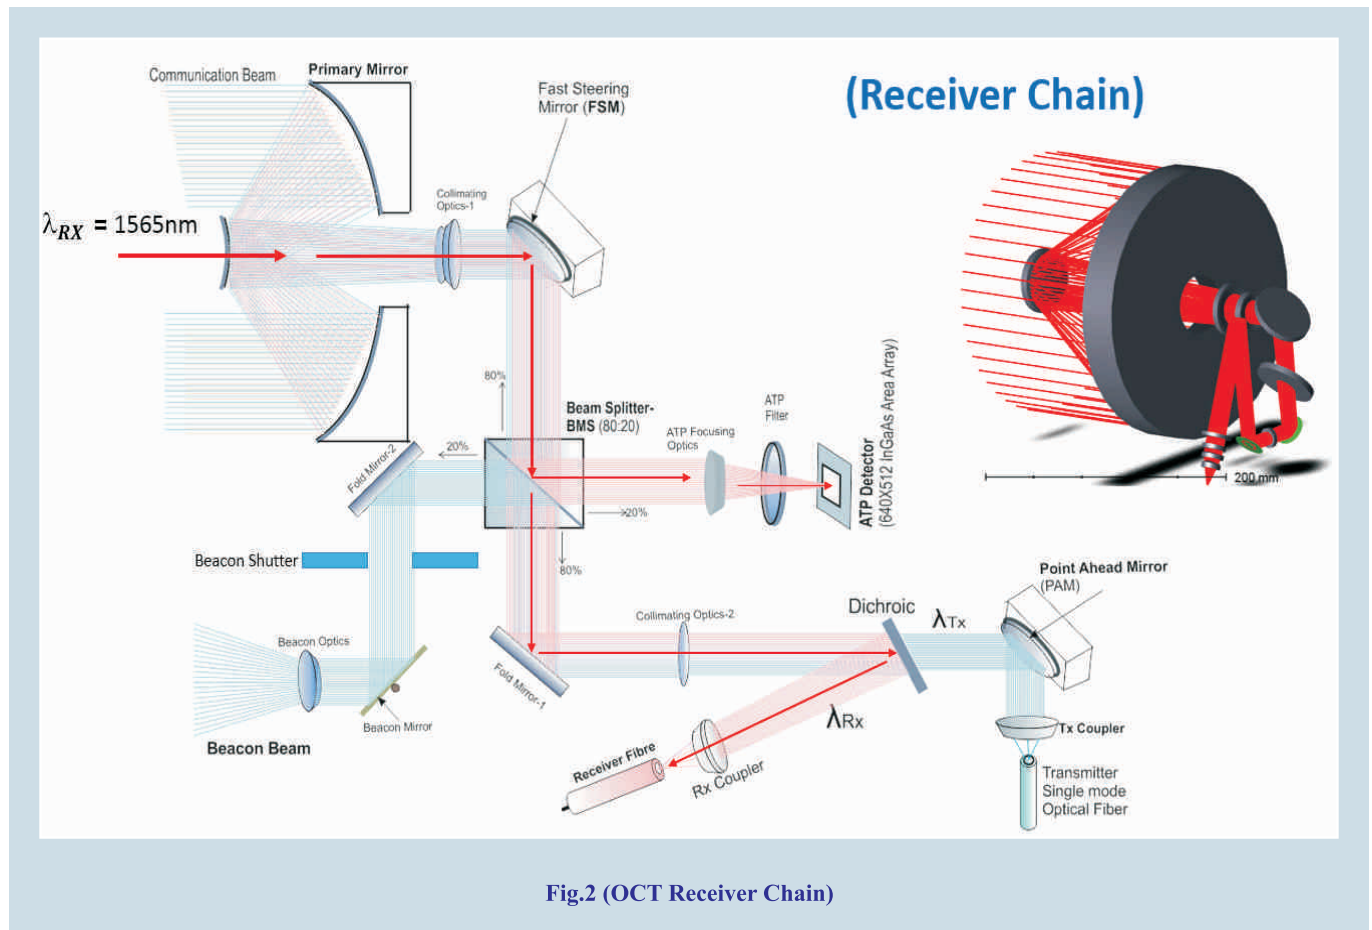 Communication Beam
Primary Mirror
(Receiver Chain)
Fast Steering
Mirror (FSM)
Collimating
Optics-1
λRX = 1565nm
80%
Beam Splitter-
BMS (80:20)
ATP
Filter
ATP Focusing
Optics
ATP Detector
(640X512 InGaAs Area Array)
20%
Fold Mirror-2
200 mm
20%
80%
Beacon Shutter
Point Ahead Mirror
(PAM)
Dichroic
λTx
Collimating Optics-2
Beacon Optics
Fold Mirror-1
λRx
Beacon Mirror
Tx Coupler
Beacon Beam
Receiver Fibre
Rx Coupler
Transmitter
Single mode
Optical Fiber
Fig.2 (OCT Receiver Chain)